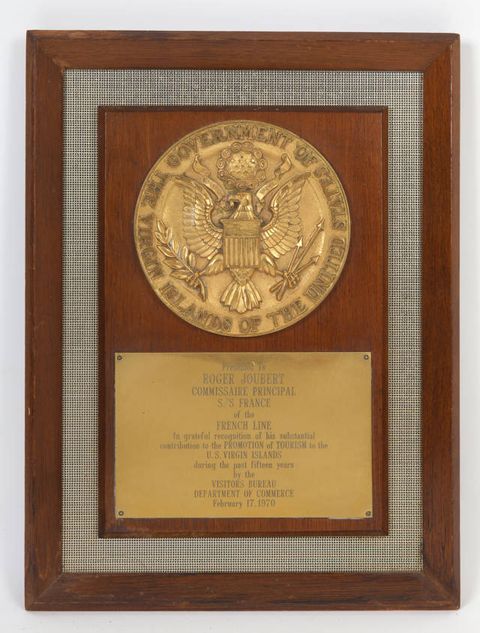 THE GOVERNMENT OF THE VIRGIN ISLANDS OF THE UNITED STATES
Presented To
ROGER JOUBERT
COMMISSAIRE PRINCIPAL
S/S FRANCE
of the
FRENCH LINE
In grateful recognition of his substantial
contribution to the PROMOTION of TOURISM to the
U.S. VIRGIN ISLANDS
during the past fifteen years
by the
VISITORS BUREAU
DEPARTMENT OF COMMERCE
February 17, 1970